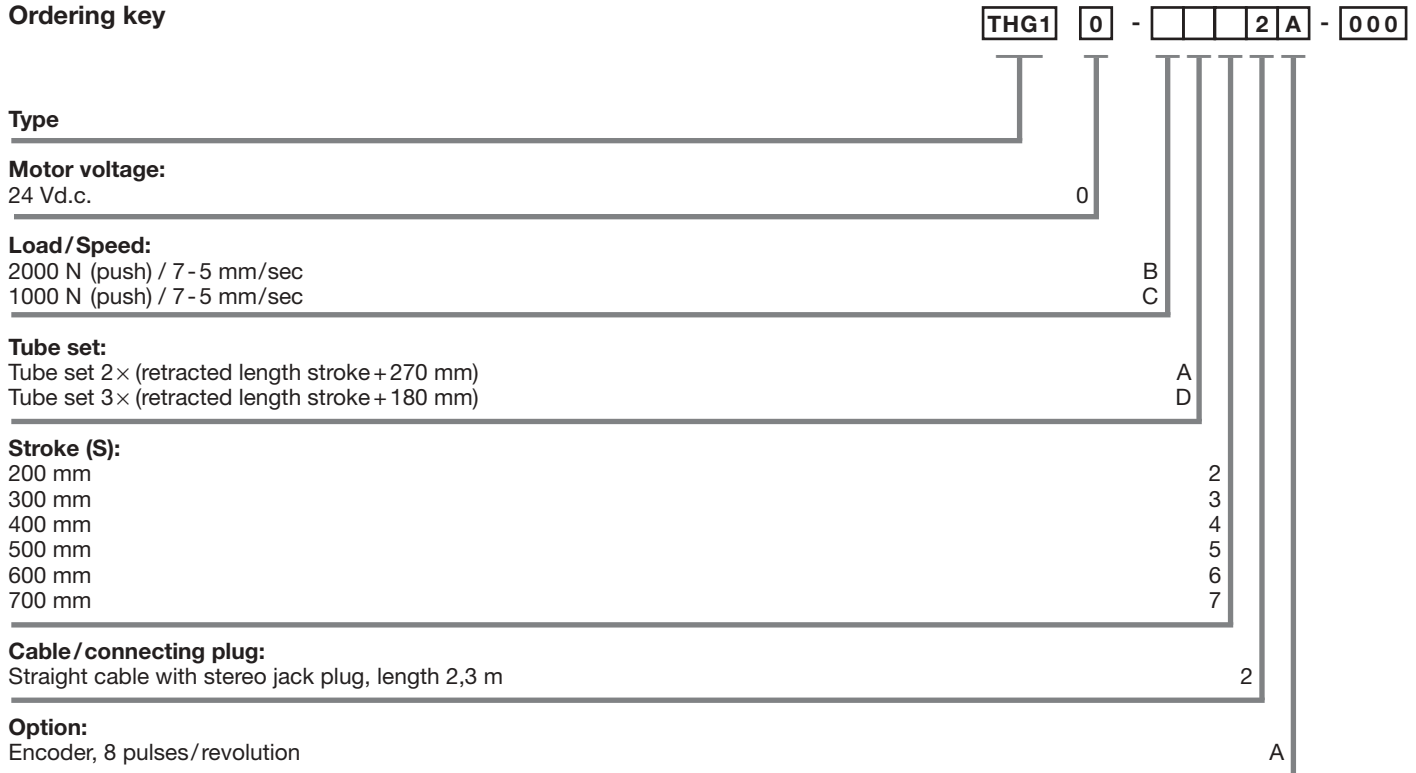 Ordering key THG1 0 - 2 A - 000
Type
Motor voltage:
24 Vd.c. 0
Load/Speed:
2000 N (push) / 7-5 mm/sec B
1000 N (push) / 7-5 mm/sec C
Tube set:
Tube set 2× (retracted length stroke+270 mm) A
Tube set 3× (retracted length stroke+180 mm) D
Stroke (S):
200 mm 2
300 mm 3
400 mm 4
500 mm 5
600 mm 6
700 mm 7
Cable/connecting plug:
Straight cable with stereo jack plug, length 2,3 m 2
Option:
Encoder, 8 pulses/revolution A